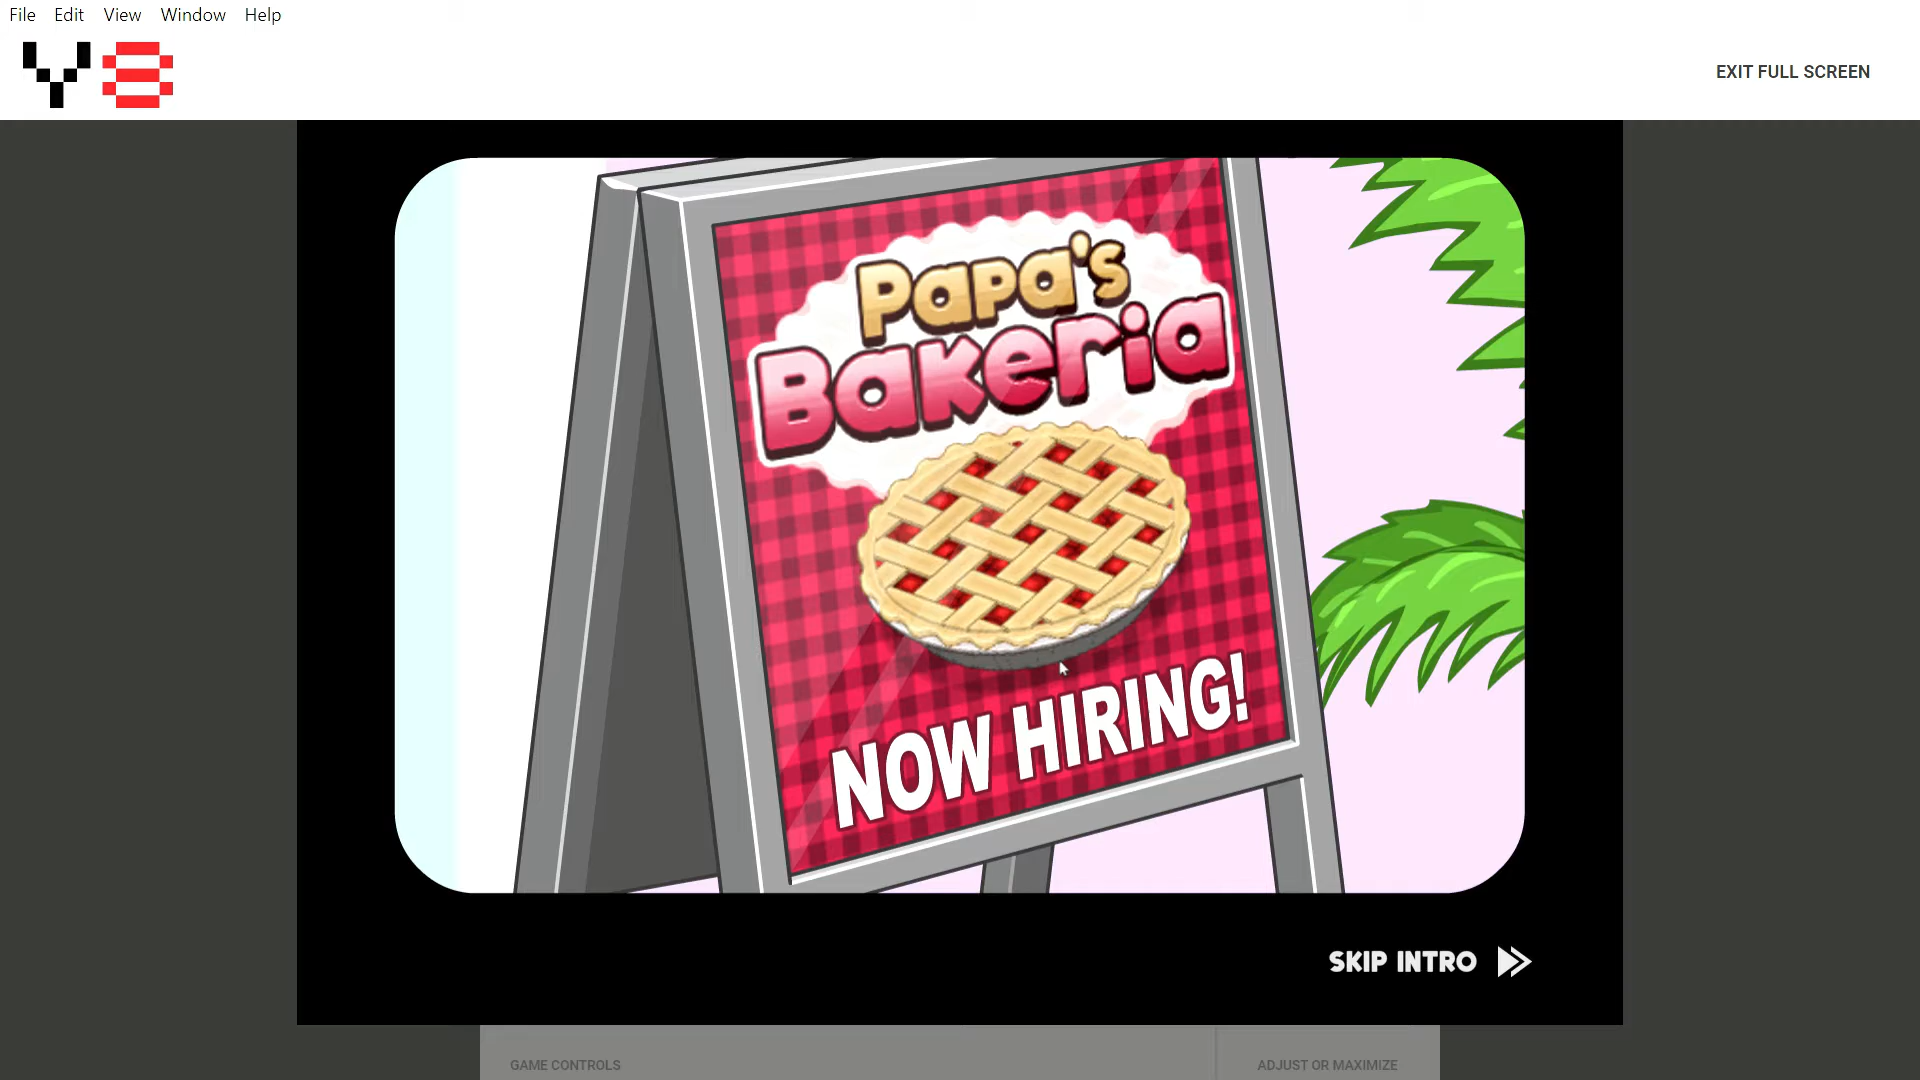 File Edit View Window Help
Y8
EXIT FULL SCREEN
Papa's
Bakeria
NOW HIRING!
SKIP INTRO
GAME CONTROLS
ADJUST OR MAXIMIZE